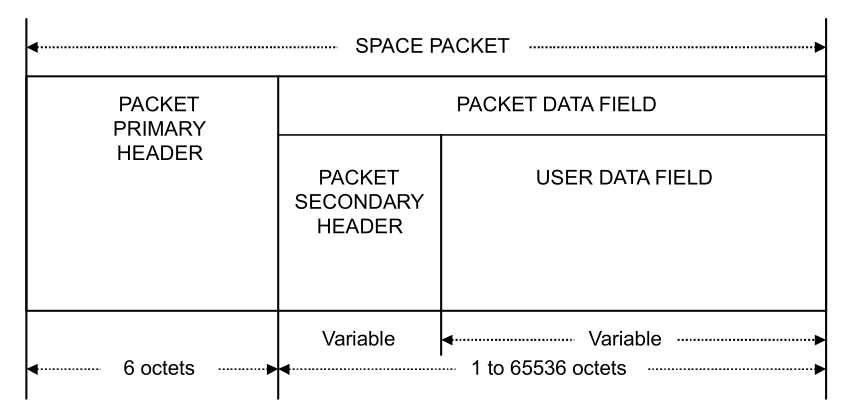 SPACE PACKET
PACKET
PRIMARY
HEADER
PACKET DATA FIELD
PACKET
SECONDARY
HEADER
USER DATA FIELD
Variable
Variable
6 octets
1 to 65536 octets